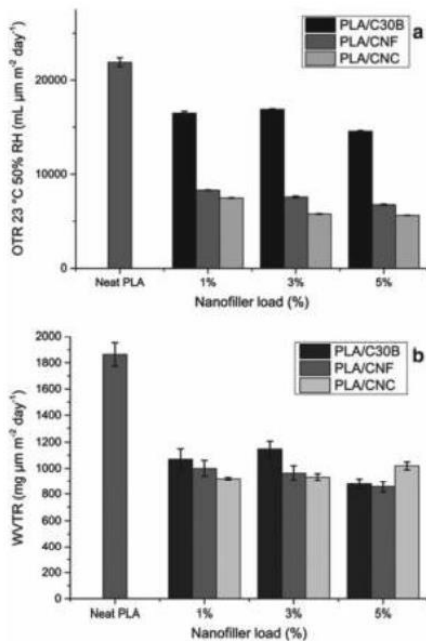 a
PLA/C30B
PLA/CNF
PLA/CNC
OTR 23 °C 50% RH (mL μm m-2 day-1)
20000
10000
0
Neat PLA 1% 3% 5%
Nanofiller load (%)
b
PLA/C30B
PLA/CNF
PLA/CNC
WVTR (mg μm m-2 day-1)
2000
1800
1600
1400
1200
1000
800
600
400
200
0
Neat PLA 1% 3% 5%
Nanofiller load (%)